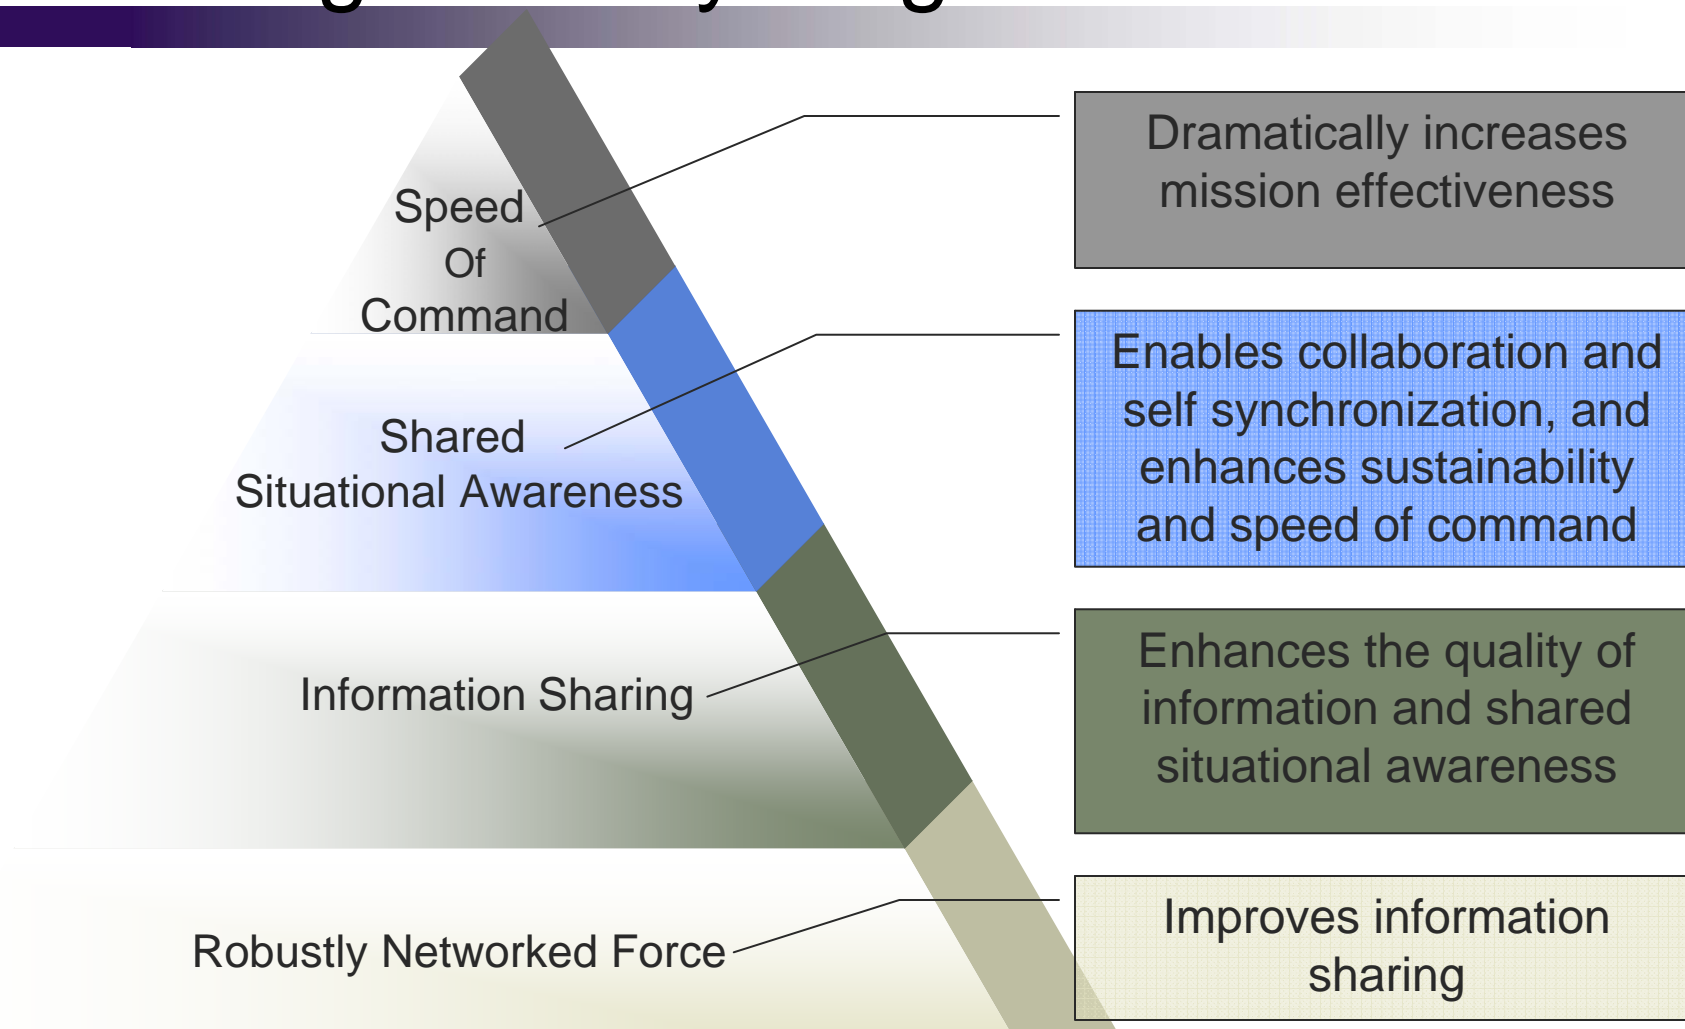 Speed
Of
Command
Dramatically increases
mission effectiveness
Shared
Situational Awareness
Enables collaboration and
self synchronization, and
enhances sustainability
and speed of command
Information Sharing
Enhances the quality of
information and shared
situational awareness
Robustly Networked Force
Improves information
sharing